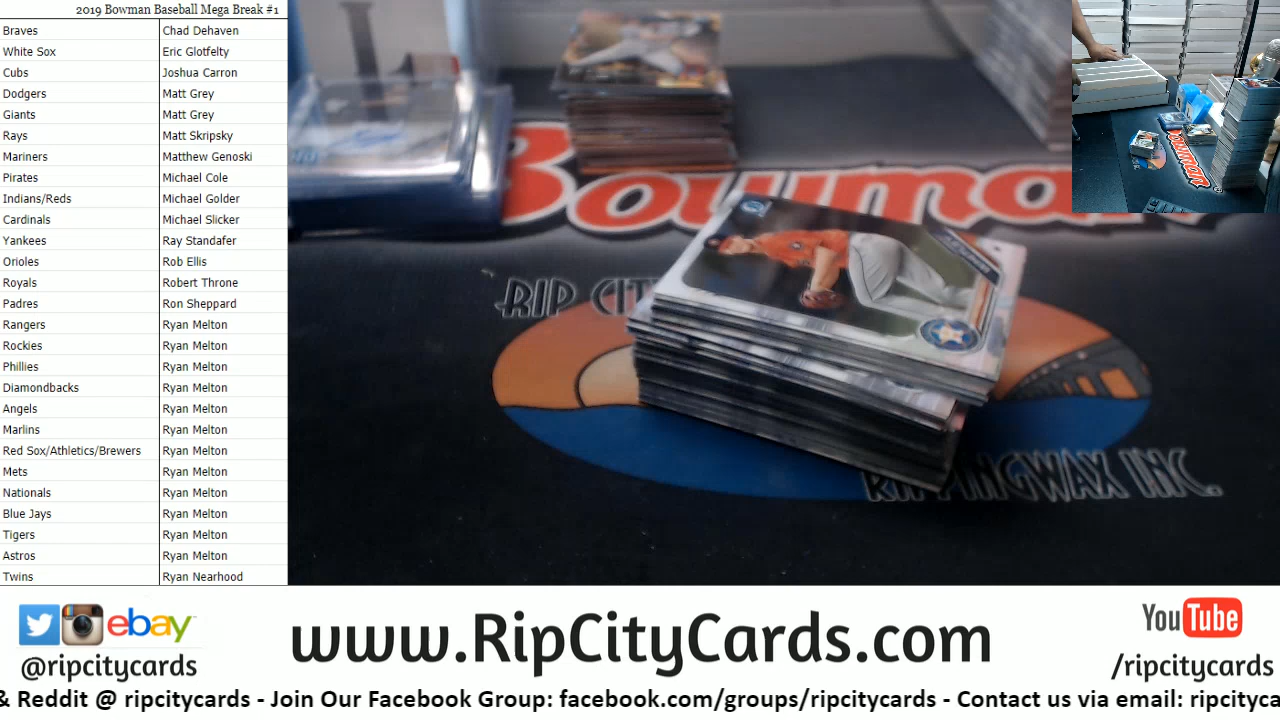 2019 Bowman Baseball Mega Break #1
Braves Chad Dehaven
White Sox Eric Glotfelty
Cubs Joshua Carron
Dodgers Matt Grey
Giants Matt Grey
Rays Matt Skripsky
Mariners Matthew Genoski
Pirates Michael Cole
Indians/Reds Michael Golder
Cardinals Michael Slicker
Yankees Ray Standafer
Orioles Rob Ellis
Royals Robert Throne
Padres Ron Sheppard
Rangers Ryan Melton
Rockies Ryan Melton
Phillies Ryan Melton
Diamondbacks Ryan Melton
Angels Ryan Melton
Marlins Ryan Melton
Red Sox/Athletics/Brewers Ryan Melton
Mets Ryan Melton
Nationals Ryan Melton
Blue Jays Ryan Melton
Tigers Ryan Melton
Astros Ryan Melton
Twins Ryan Nearhood
Bowman
Bowman
RIP CIT
RIPPINGWAX INC.
ebay
@ripcitycards
www.RipCityCards.com
YouTube
/ripcitycards
& Reddit @ ripcitycards - Join Our Facebook Group: facebook.com/groups/ripcitycards - Contact us via email: ripcityca